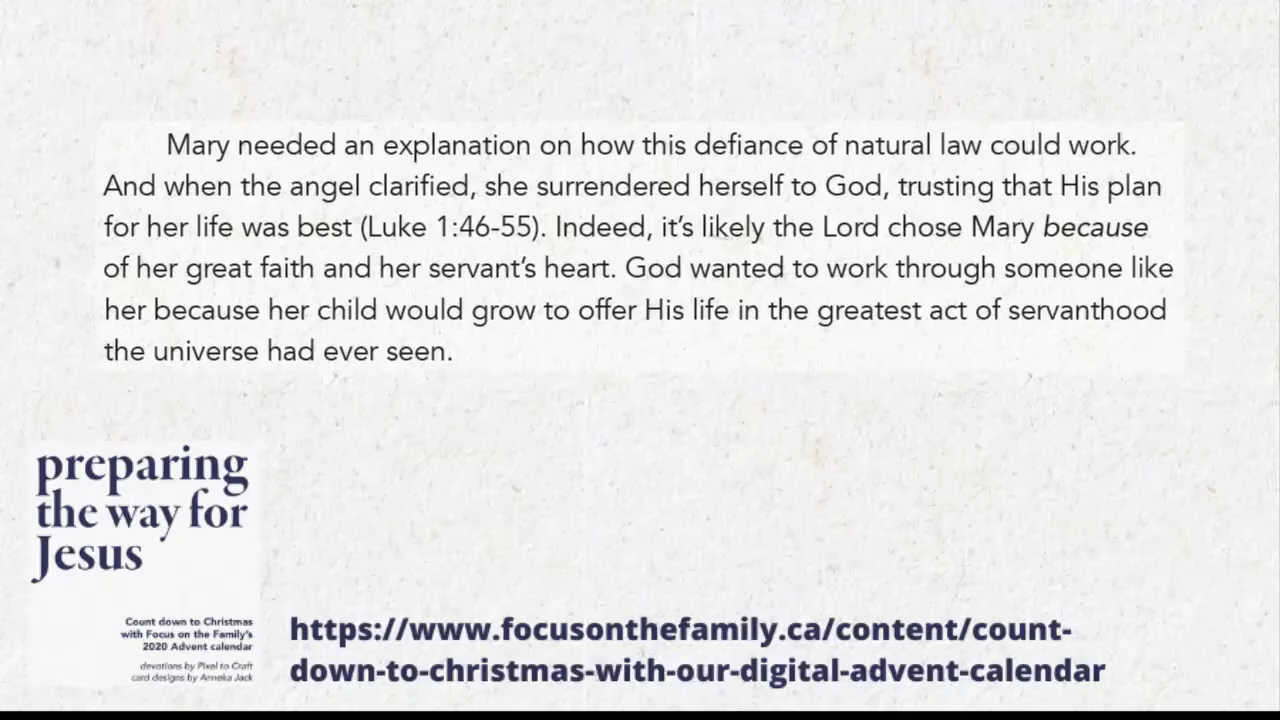 Mary needed an explanation on how this defiance of natural law could work.
And when the angel clarified, she surrendered herself to God, trusting that His plan
for her life was best (Luke 1:46-55). Indeed, it's likely the Lord chose Mary because
of her great faith and her servant's heart. God wanted to work through someone like
her because her child would grow to offer His life in the greatest act of servanthood
the universe had ever seen.
preparing
the way for
Jesus
Count down to Christmas
with Focus on the Family's
2020 Advent calendar
devotions by Pixel to Craft
card designs by Anneka Jack
https://www.focusonthefamily.ca/content/count-
down-to-christmas-with-our-digital-advent-calendar